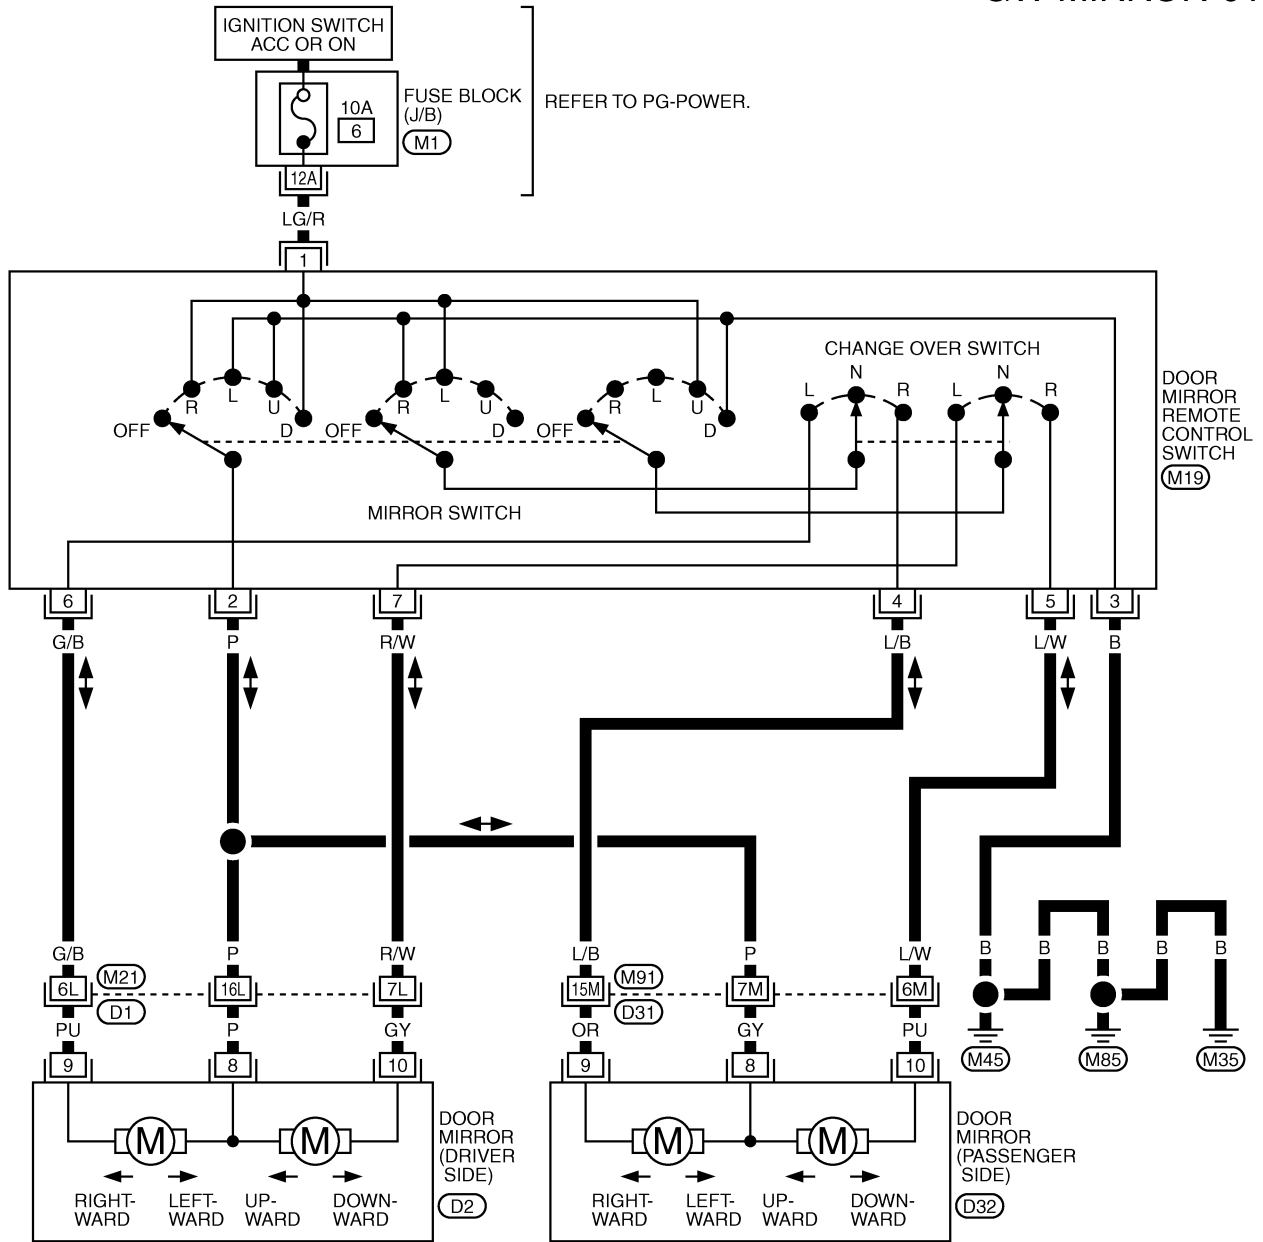 IGNITION SWITCH
ACC OR ON
FUSE BLOCK
(J/B)
10A
6
M1
REFER TO PG-POWER.
12A
LG/R
1
CHANGE OVER SWITCH
L N R L N R
R L U D OFF
R L U D OFF
R L U D OFF
MIRROR SWITCH
DOOR
MIRROR
REMOTE
CONTROL
SWITCH
M19
6 2 7 4 5 3
G/B P R/W L/B L/W B
G/B P R/W L/B P L/W B B B B B
6L M21 16L 7L 15M M91 7M 6M
D1 D31
PU P GY OR GY PU
M45 M85 M35
9 8 10 9 8 10
M M M M
DOOR
MIRROR
(DRIVER
SIDE)
D2
DOOR
MIRROR
(PASSENGER
SIDE)
D32
RIGHT- LEFT- UP- DOWN- RIGHT- LEFT- UP- DOWN-
WARD WARD WARD WARD WARD WARD WARD WARD